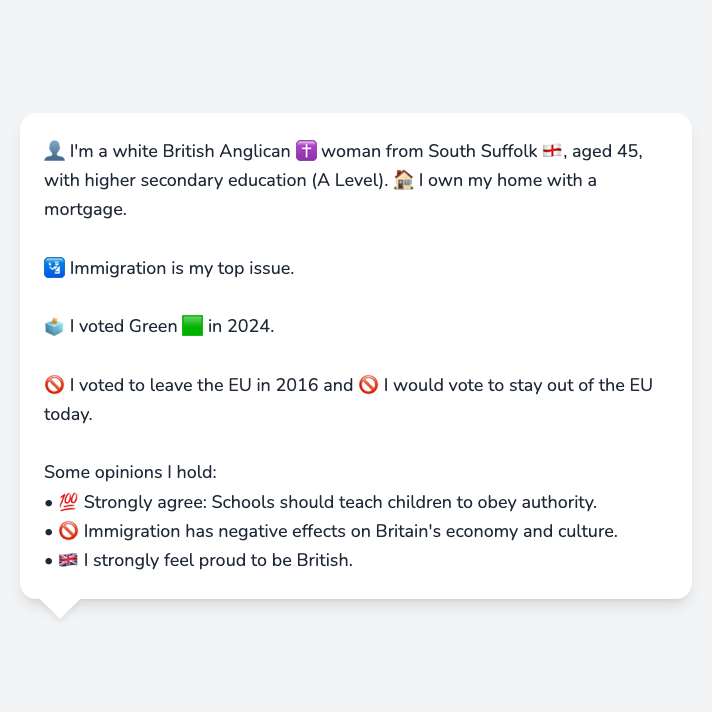 👤 I'm a white British Anglican ✝️ woman from South Suffolk 🏴󠁧󠁢󠁥󠁮󠁧󠁿, aged 45,
with higher secondary education (A Level). 🏠 I own my home with a
mortgage.
🛂 Immigration is my top issue.
🗳️ I voted Green 🟩 in 2024.
🚫 I voted to leave the EU in 2016 and 🚫 I would vote to stay out of the EU
today.
Some opinions I hold:
• 💯 Strongly agree: Schools should teach children to obey authority.
• 🚫 Immigration has negative effects on Britain's economy and culture.
• 🇬🇧 I strongly feel proud to be British.